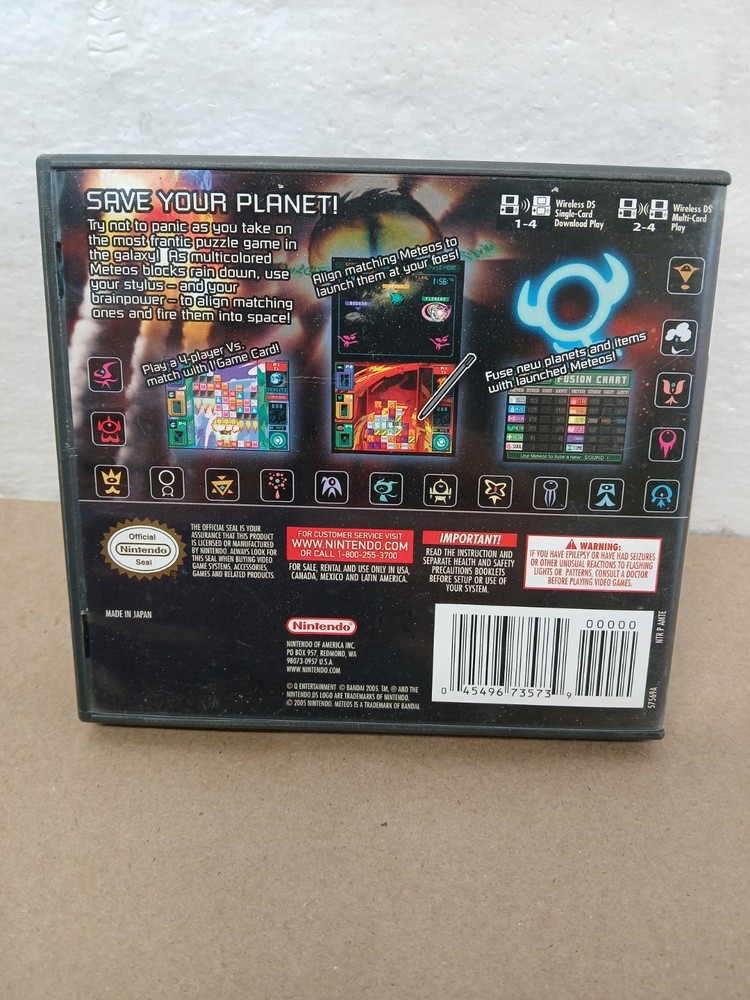 SAVE YOUR PLANET!
Try not to panic as you take on
the most frantic puzzle game in
the galaxy! As multicolored
Meteos blocks rain down, use
your stylus – and your
brainpower – to align matching
ones and fire them into space!
1-4
Wireless DS
Single-Card
Download Play
2-4
Wireless DS
Multi-Card
Play
Align matching Meteos to
launch them at your foes!
1:56
Play a 4-player Vs.
match with 1 Game Card!
Fuse new planets and items
with launched Meteos!
FUSION CHART
Use Meteos to fuse a new SOUND!
Official
Nintendo
Seal
THE OFFICIAL SEAL IS YOUR
ASSURANCE THAT THIS PRODUCT
IS LICENSED OR MANUFACTURED
BY NINTENDO. ALWAYS LOOK FOR
THIS SEAL WHEN BUYING VIDEO
GAME SYSTEMS, ACCESSORIES,
GAMES AND RELATED PRODUCTS.
FOR CUSTOMER SERVICE VISIT
WWW.NINTENDO.COM
OR CALL 1-800-255-3700
FOR SALE, RENTAL AND USE ONLY IN USA,
CANADA, MEXICO AND LATIN AMERICA.
IMPORTANT!
READ THE INSTRUCTION AND
SEPARATE HEALTH AND SAFETY
PRECAUTIONS BOOKLETS
BEFORE SETUP OR USE OF
YOUR SYSTEM.
WARNING:
IF YOU HAVE EPILEPSY OR HAVE HAD SEIZURES
OR OTHER UNUSUAL REACTIONS TO FLASHING
LIGHTS OR PATTERNS, CONSULT A DOCTOR
BEFORE PLAYING VIDEO GAMES.
MADE IN JAPAN
Nintendo
NINTENDO OF AMERICA INC.
PO BOX 957, REDMOND, WA
98073-0957 U.S.A.
WWW.NINTENDO.COM
© Q ENTERTAINMENT © BANDAI 2005. TM, ® AND THE
NINTENDO DS LOGO ARE TRADEMARKS OF NINTENDO.
© 2005 NINTENDO. METEOS IS A TRADEMARK OF BANDAI
00000
0 45496 73573 9
NTR P AMTE
57569A